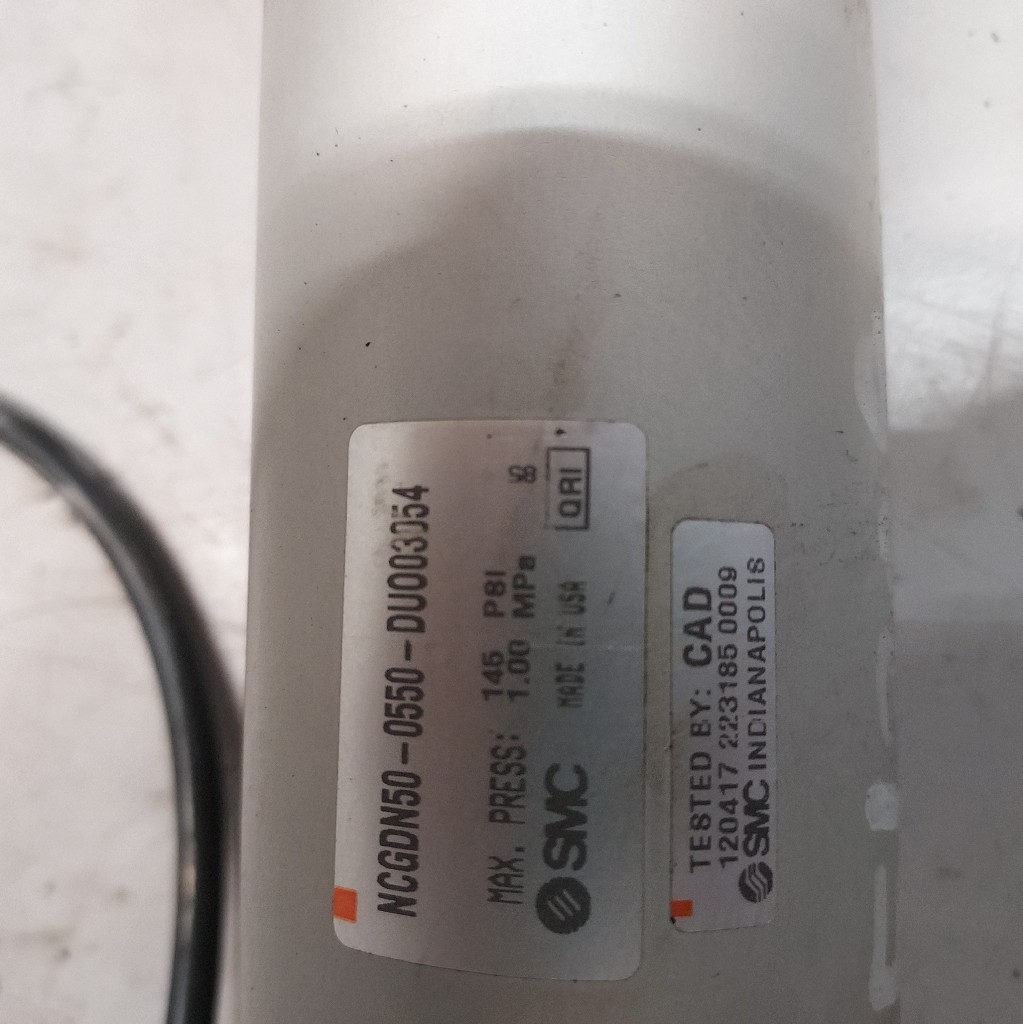 NCGDN50-0550-DUO03054
MAX. PRESS: 145 PSI
1.00 MPa
SMC MADE IN USA QRI
TESTED BY: CAD
120417 223185 0009
SMC INDIANAPOLIS